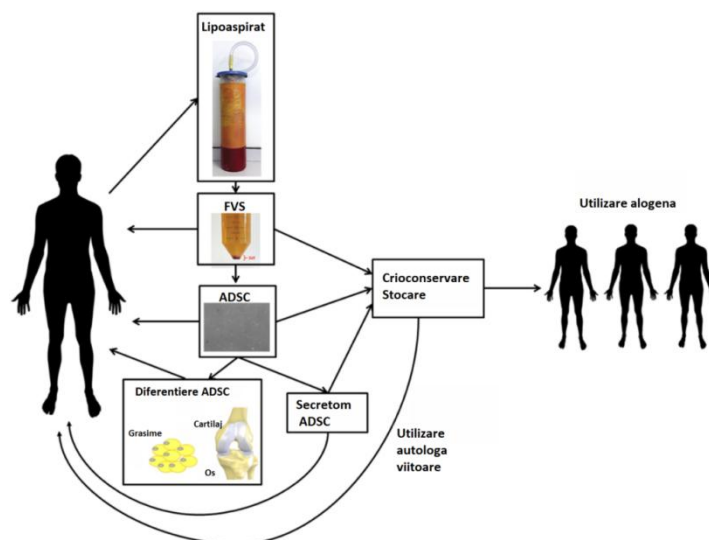 Lipoaspirat
FVS
ADSC
Diferentiere ADSC
Cartilaj
Grasime
Os
Secretom
ADSC
Crioconservare
Stocare
Utilizare
autologa
viitoare
Utilizare alogena